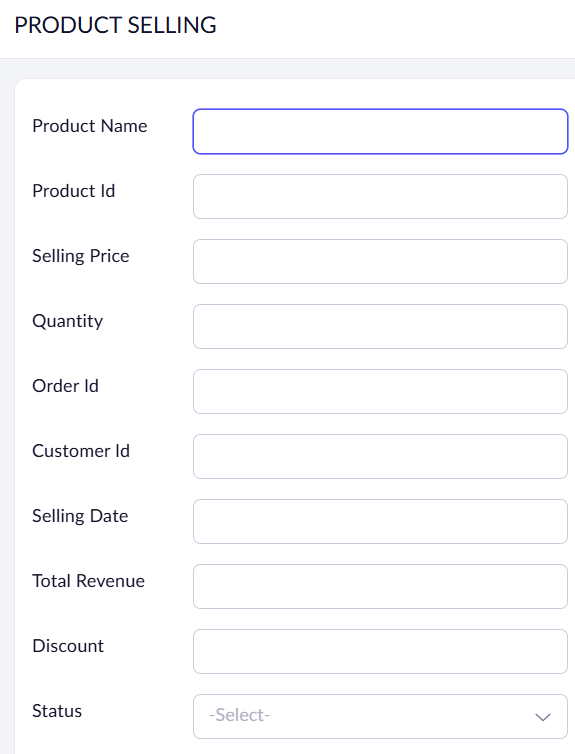 PRODUCT SELLING
Product Name
Product Id
Selling Price
Quantity
Order Id
Customer Id
Selling Date
Total Revenue
Discount
Status
-Select-